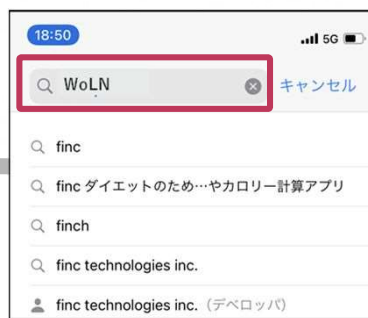 18:50 5G
WoLN キャンセル
finc
finc ダイエットのため…やカロリー計算アプリ
finch
finc technologies inc.
finc technologies inc.（デベロッパ）